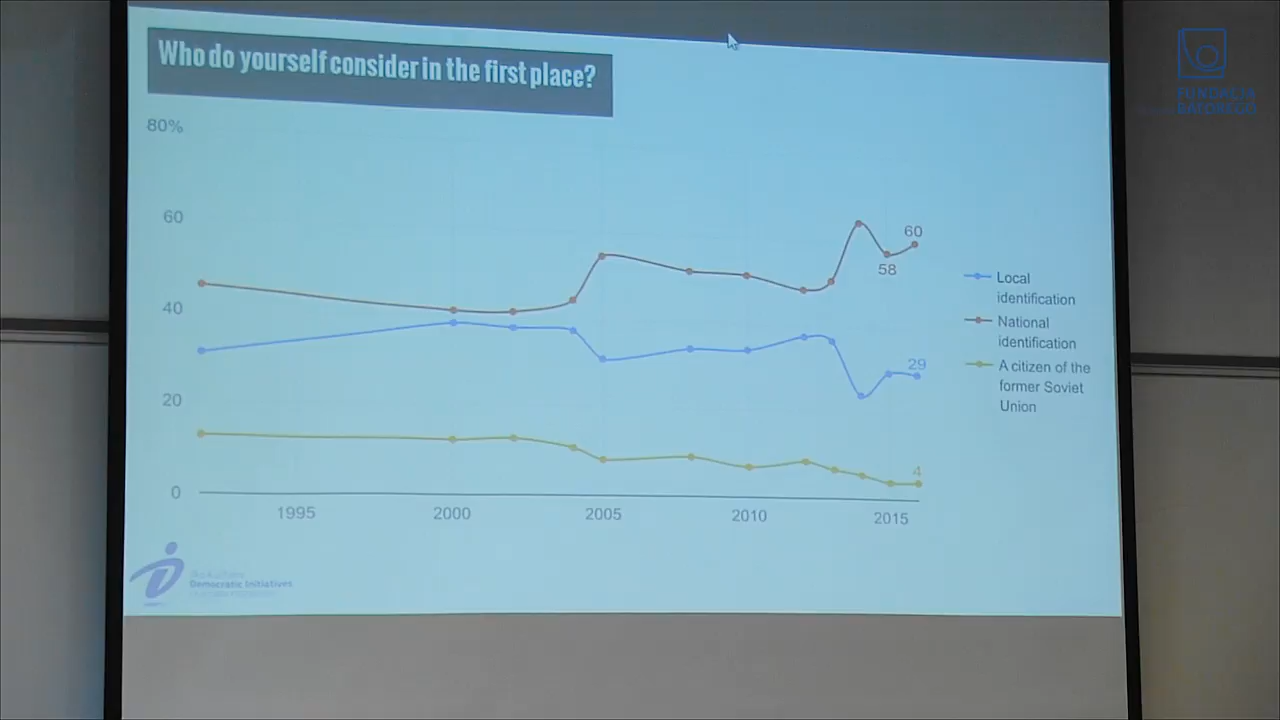 Who do yourself consider in the first place?
FUNDACJA
BATOREGO
80%
60
40
20
0
60
58
29
4
1995
2000
2005
2010
2015
Local
identification
National
identification
A citizen of the
former Soviet
Union
Democratic Initiatives